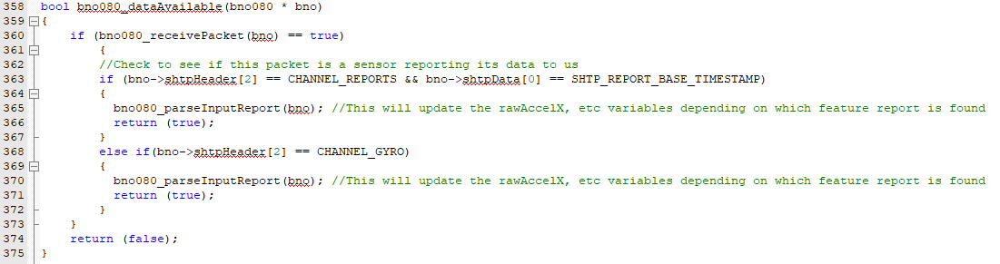 358 bool bno080_dataAvailable(bno080 * bno)
359 {
360     if (bno080_receivePacket(bno) == true)
361         {
362         //Check to see if this packet is a sensor reporting its data to us
363         if (bno->shtpHeader[2] == CHANNEL_REPORTS && bno->shtpData[0] == SHTP_REPORT_BASE_TIMESTAMP)
364         {
365           bno080_parseInputReport(bno); //This will update the rawAccelX, etc variables depending on which feature report is found
366           return (true);
367         }
368         else if(bno->shtpHeader[2] == CHANNEL_GYRO)
369         {
370           bno080_parseInputReport(bno); //This will update the rawAccelX, etc variables depending on which feature report is found
371           return (true);
372         }
373     }
374     return (false);
375 }